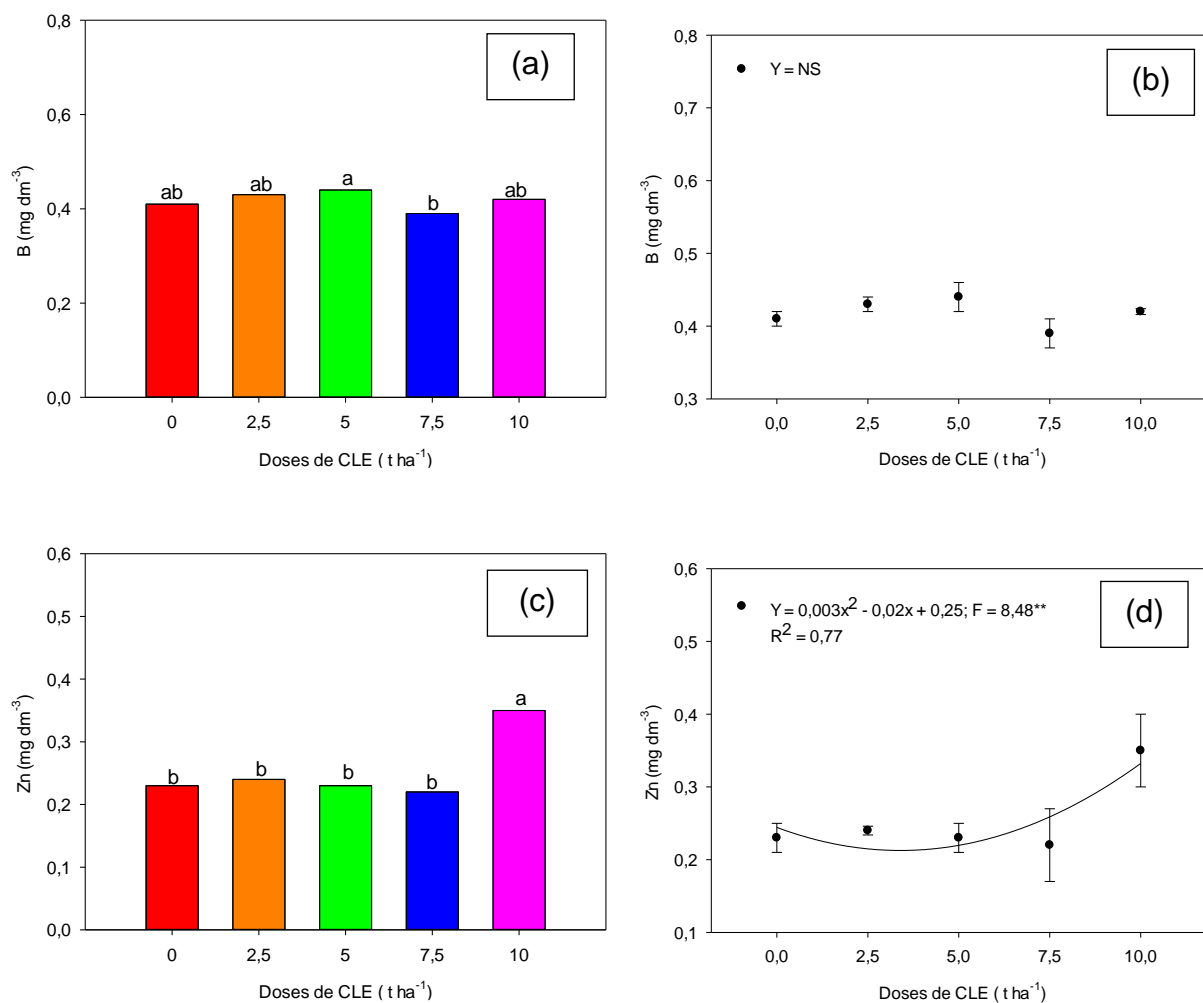 (a)
0,8
0,6
0,4
0,2
0,0
B (mg dm-3)
ab
ab
a
b
ab
0
2,5
5
7,5
10
Doses de CLE ( t ha-1)
(b)
Y = NS
0,8
0,7
0,6
0,5
0,4
0,3
B (mg dm-3)
0,0
2,5
5,0
7,5
10,0
Doses de CLE ( t ha-1)
(c)
0,6
0,5
0,4
0,3
0,2
0,1
0,0
Zn (mg dm-3)
b
b
b
b
a
0
2,5
5
7,5
10
Doses de CLE ( t ha-1)
(d)
Y = 0,003x2 - 0,02x + 0,25; F = 8,48**
R2 = 0,77
0,6
0,5
0,4
0,3
0,2
0,1
Zn (mg dm-3)
0,0
2,5
5,0
7,5
10,0
Doses de CLE ( t ha-1)